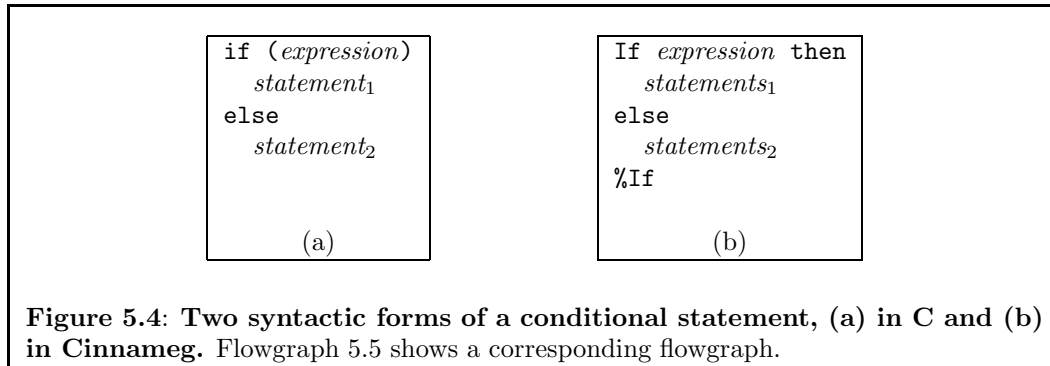 if (expression)
statement₁
else
statement₂
(a)
If expression then
statements₁
else
statements₂
%If
(b)
Figure 5.4: Two syntactic forms of a conditional statement, (a) in C and (b)
in Cinnameg. Flowgraph 5.5 shows a corresponding flowgraph.